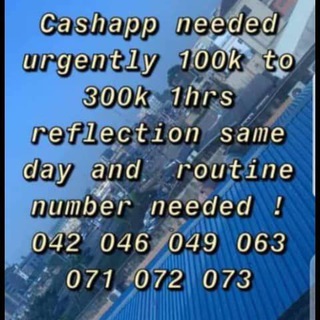 Cashapp needed
urgently 100k to
300k 1hrs
reflection same
day and routine
number needed !
042 046 049 063
071 072 073